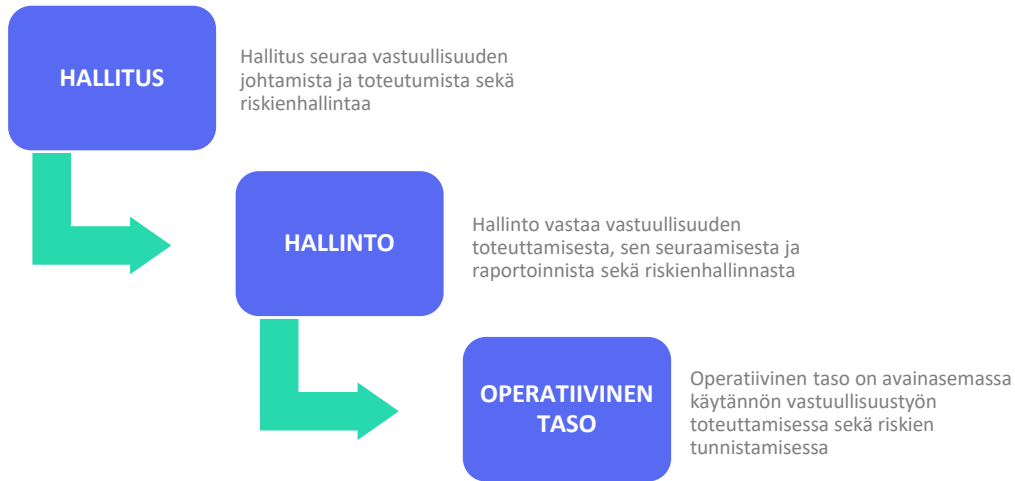 HALLITUS
Hallitus seuraa vastuullisuuden
johtamista ja toteutumista sekä
riskienhallintaa
HALLINTO
Hallinto vastaa vastuullisuuden
toteuttamisesta, sen seuraamisesta ja
raportoinnista sekä riskienhallinnasta
OPERATIIVINEN
TASO
Operatiivinen taso on avainasemassa
käytännön vastuullisuustyön
toteuttamisessa sekä riskien
tunnistamisessa